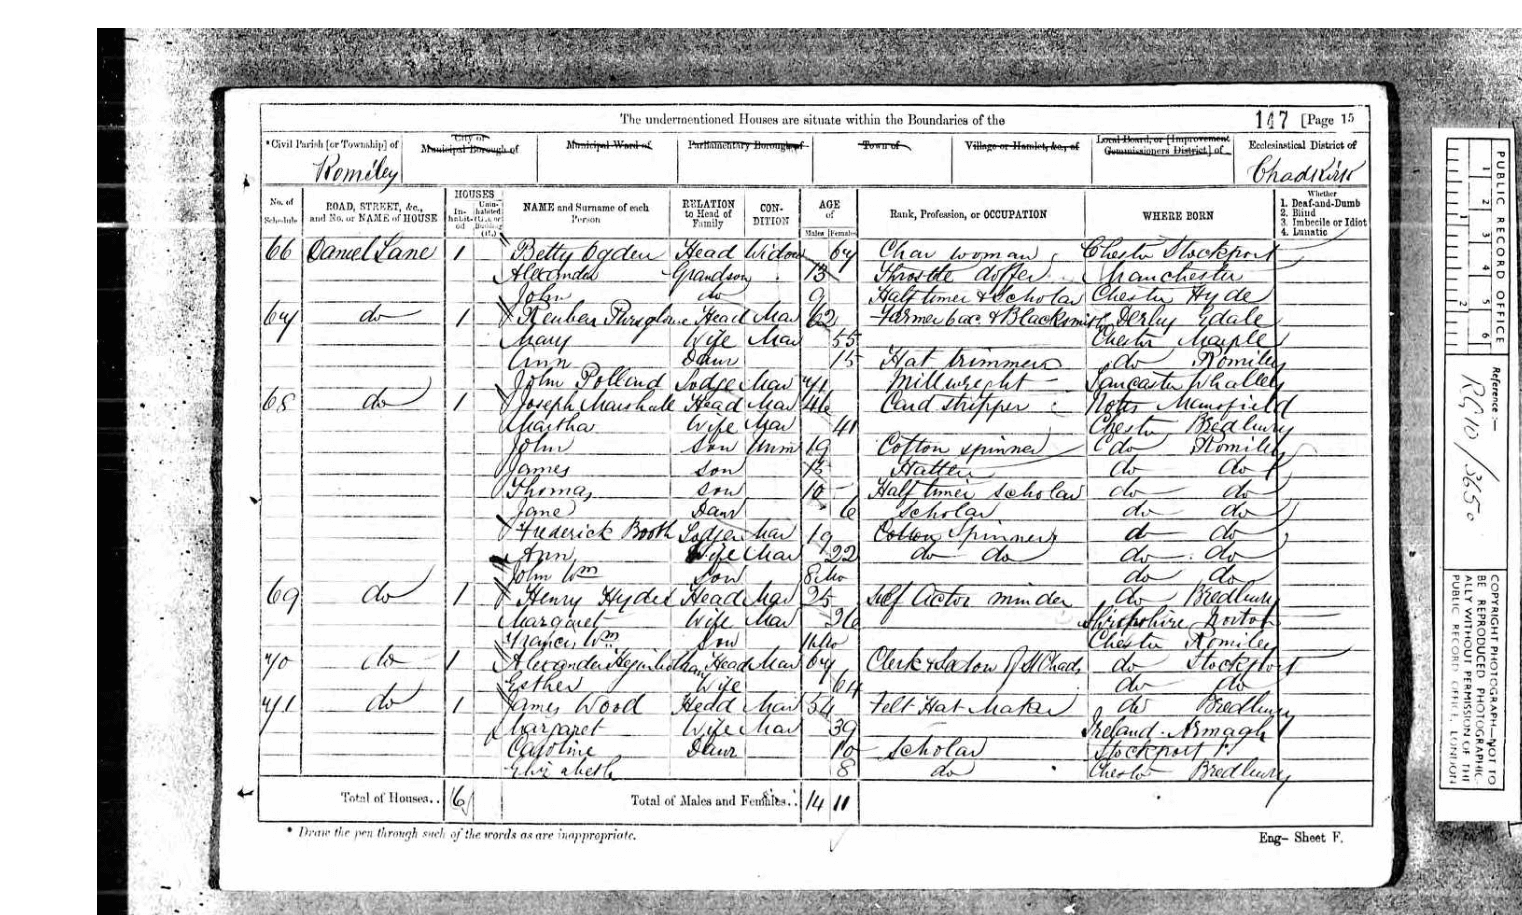 The undermentioned Houses are situate within the Boundaries of the
147 [Page 15
*Civil Parish [or Township] of
Romiley
City or Municipal Borough of
Municipal Ward of
Parliamentary Borough of
Town of
Village or Hamlet, &c., of
Local Board, or [Improvement Commissioners District] of
Ecclesiastical District of
Chadkirk
No. of Schedule
ROAD, STREET, &c., and No. or NAME of HOUSE
HOUSES
Inhabited
Uninhabited (U.), or Building (B.)
NAME and Surname of each Person
RELATION to Head of Family
CONDITION
AGE of
Males Females
Rank, Profession, or OCCUPATION
WHERE BORN
Whether
1. Deaf-and-Dumb
2. Blind
3. Imbecile or Idiot
4. Lunatic
66 Daniel Lane 1 Betty Ogden Head Widow 67 Char woman Chester Stockport
Alexander Grandson 13 Throstle doffer Manchester
John do 9 Half timer & Scholar Chester Hyde
67 do 1 Reuben Head Mar 62 Farmer 6 ac. & Blacksmith Derby Edale
Mary Wife Mar 55 Chester Marple
Ann Daur 15 Hat trimmer do Romiley
John Pollard Lodger Mar 71 Millwright Lancaster Whalley
68 do 1 Joseph Marshall Head Mar 46 Card stripper Notts Mansfield
Martha Wife Mar 41 Chester Bredbury
John Son Unm 19 Cotton spinner do Romiley
James Son Hatter do do
Thomas Son 10 Half timer scholar do do
Jane Daur 6 scholar do do
Frederick Booth Lodger Mar 19 Cotton Spinner do do
Ann Wife Mar 22 do do do do
John Wm Son 8 Mo do do
69 do 1 Henry Hydes Head Mar 25 Self Actor minder do Bredbury
Margaret Wife Mar 26 Shropshire Norton
Francis Wm Son Mo Chester Romiley
70 do 1 Alexander Higinbotham Head Mar 67 Clerk & Sexton of St Chads do Stockport
Esther Wife 64 do do
71 do 1 James Wood Head Mar 54 Felt Hat Maker do Bredbury
Margaret Wife Mar 39 Ireland Armagh
Caroline Daur 10 scholar Stockport
Elizabeth 8 do Chester Bredbury
Total of Houses.. 6 Total of Males and Females.. 14 11
* Draw the pen through such of the words as are inappropriate.
Eng- Sheet F.
PUBLIC RECORD OFFICE
1 2 3 4 5 6
Reference:-
RG10/3650
COPYRIGHT PHOTOGRAPH-NOT TO
BE REPRODUCED PHOTOGRAPHIC-
ALLY WITHOUT PERMISSION OF THE
PUBLIC RECORD OFFICE, LONDON